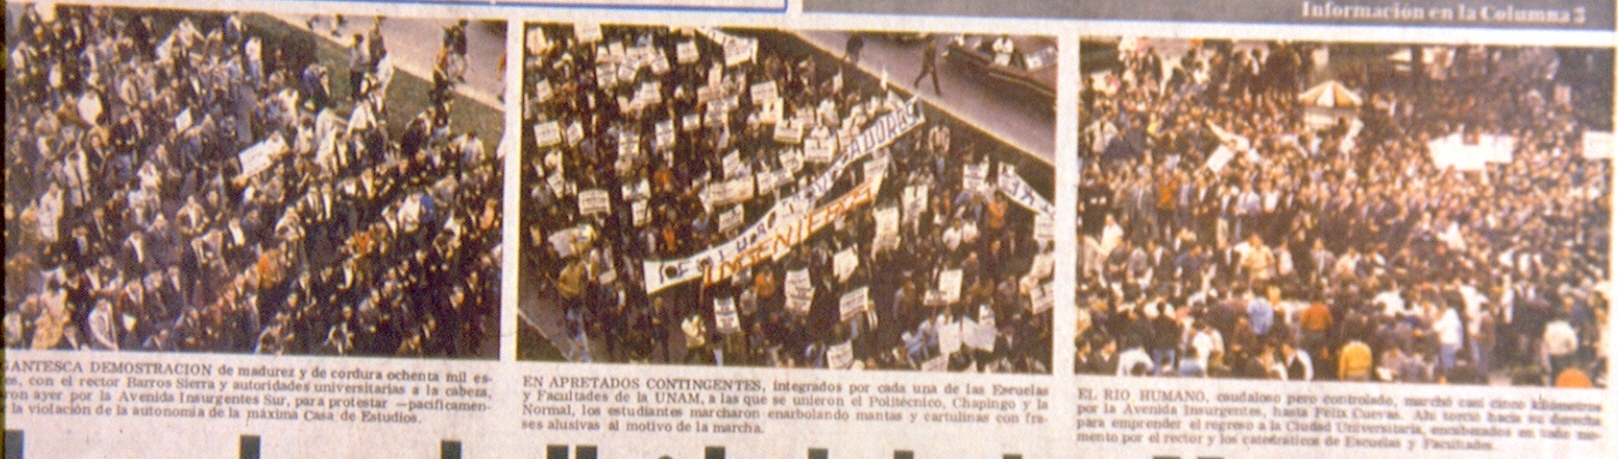 Información en la Columna
ANTESCA DEMOSTRACION de madurez y de cordura ochenta mil es-
es, con el rector Barros Sierra y autoridades universitarias a la cabeza,
ron ayer por la Avenida Insurgentes Sur, para protestar —pacíficamen-
la violación de la autonomía de la máxima Casa de Estudios.
INGENIEROS
EN APRETADOS CONTINGENTES, integrados por cada una de las Escuelas
y Facultades de la UNAM, a las que se unieron el Politécnico, Chapingo y la
Normal, los estudiantes marcharon enarbolando mantas y cartulinas con fra-
ses alusivas al motivo de la marcha.
EL RIO HUMANO, caudaloso pero controlado, marchó casi cinco kilómetros
por la Avenida Insurgentes, hasta Félix Cuevas. Ahí torció hacia su derecha
para emprender el regreso a la Ciudad Universitaria, encabezados en todo mo-
mento por el rector y los catedráticos de Escuelas y Facultades.